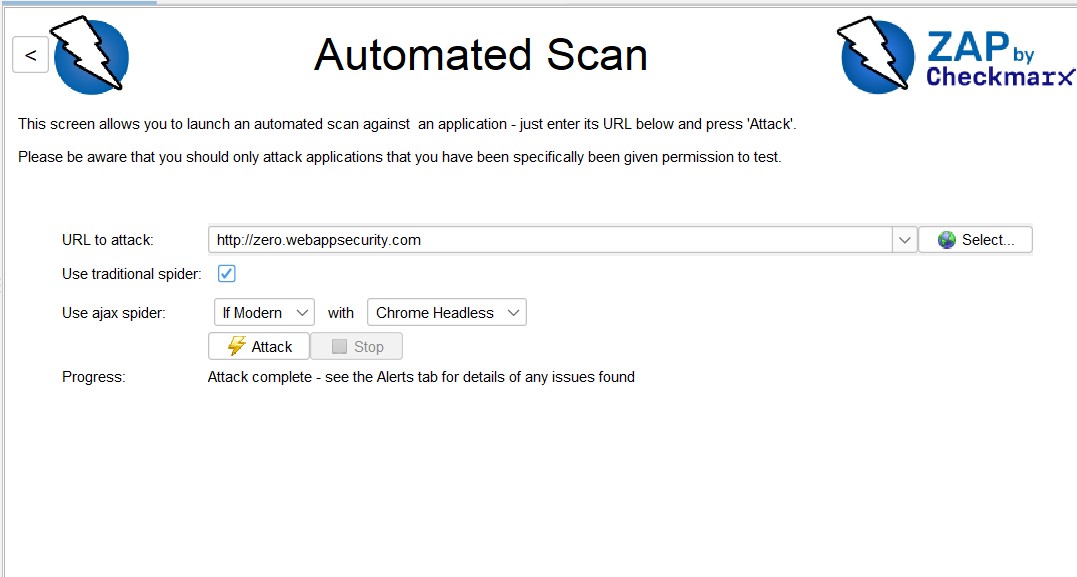 <
Automated Scan
ZAP by
Checkmarx
This screen allows you to launch an automated scan against  an application - just enter its URL below and press 'Attack'.
Please be aware that you should only attack applications that you have been specifically been given permission to test.
URL to attack: http://zero.webappsecurity.com Select...
Use traditional spider:
Use ajax spider: If Modern with Chrome Headless
Attack Stop
Progress: Attack complete - see the Alerts tab for details of any issues found